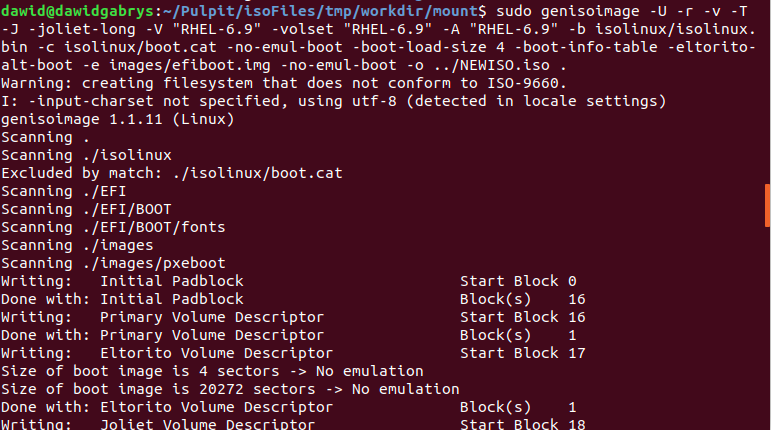 dawid@dawidgabrys:~/Pulpit/isoFiles/tmp/workdir/mount$ sudo genisoimage -U -r -v -T
-J -joliet-long -V "RHEL-6.9" -volset "RHEL-6.9" -A "RHEL-6.9" -b isolinux/isolinux.
bin -c isolinux/boot.cat -no-emul-boot -boot-load-size 4 -boot-info-table -eltorito-
alt-boot -e images/efiboot.img -no-emul-boot -o ../NEWISO.iso .
Warning: creating filesystem that does not conform to ISO-9660.
I: -input-charset not specified, using utf-8 (detected in locale settings)
genisoimage 1.1.11 (Linux)
Scanning .
Scanning ./isolinux
Excluded by match: ./isolinux/boot.cat
Scanning ./EFI
Scanning ./EFI/BOOT
Scanning ./EFI/BOOT/fonts
Scanning ./images
Scanning ./images/pxeboot
Writing:   Initial Padblock                        Start Block 0
Done with: Initial Padblock                        Block(s)    16
Writing:   Primary Volume Descriptor               Start Block 16
Done with: Primary Volume Descriptor               Block(s)    1
Writing:   Eltorito Volume Descriptor              Start Block 17
Size of boot image is 4 sectors -> No emulation
Size of boot image is 20272 sectors -> No emulation
Done with: Eltorito Volume Descriptor              Block(s)    1
Writing:   Joliet Volume Descriptor                Start Block 18